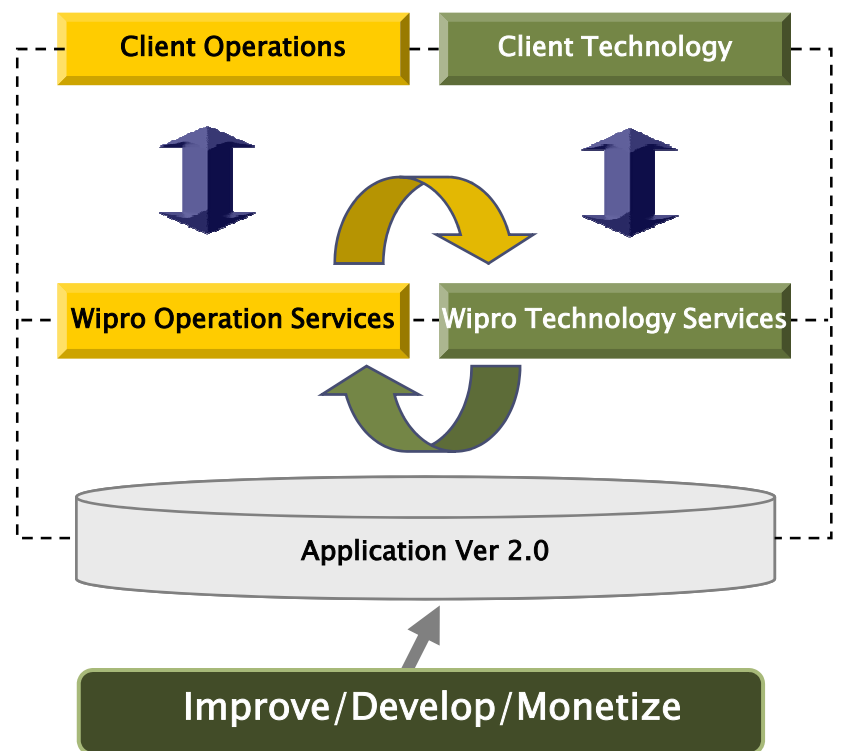 Client Operations
Client Technology
Wipro Operation Services
Wipro Technology Services
Application Ver 2.0
Improve/Develop/Monetize